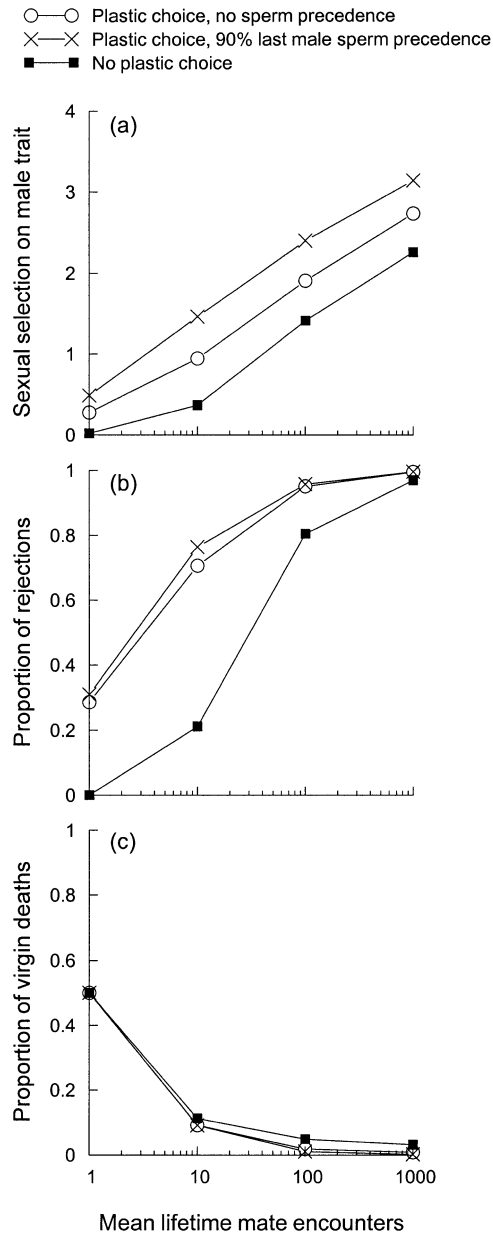 Plastic choice, no sperm precedence
Plastic choice, 90% last male sperm precedence
No plastic choice
(a)
Sexual selection on male trait
4
3
2
1
0
(b)
Proportion of rejections
1
0.8
0.6
0.4
0.2
0
(c)
Proportion of virgin deaths
1
0.8
0.6
0.4
0.2
0
1 10 100 1000
Mean lifetime mate encounters